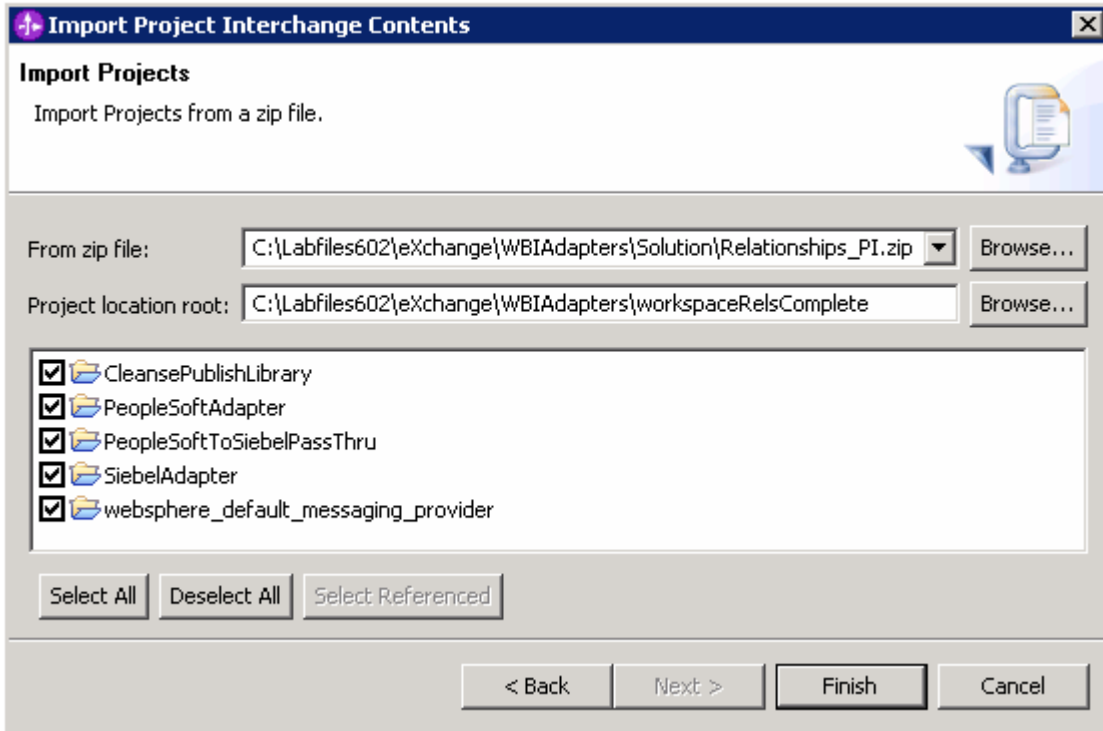 Import Project Interchange Contents
Import Projects
Import Projects from a zip file.
From zip file: C:\Labfiles602\eXchange\WBIAdapters\Solution\Relationships_PI.zip Browse...
Project location root: C:\Labfiles602\eXchange\WBIAdapters\workspaceRelsComplete Browse...
CleansePublishLibrary
PeopleSoftAdapter
PeopleSoftToSiebelPassThru
SiebelAdapter
websphere_default_messaging_provider
Select All Deselect All Select Referenced
< Back Next > Finish Cancel